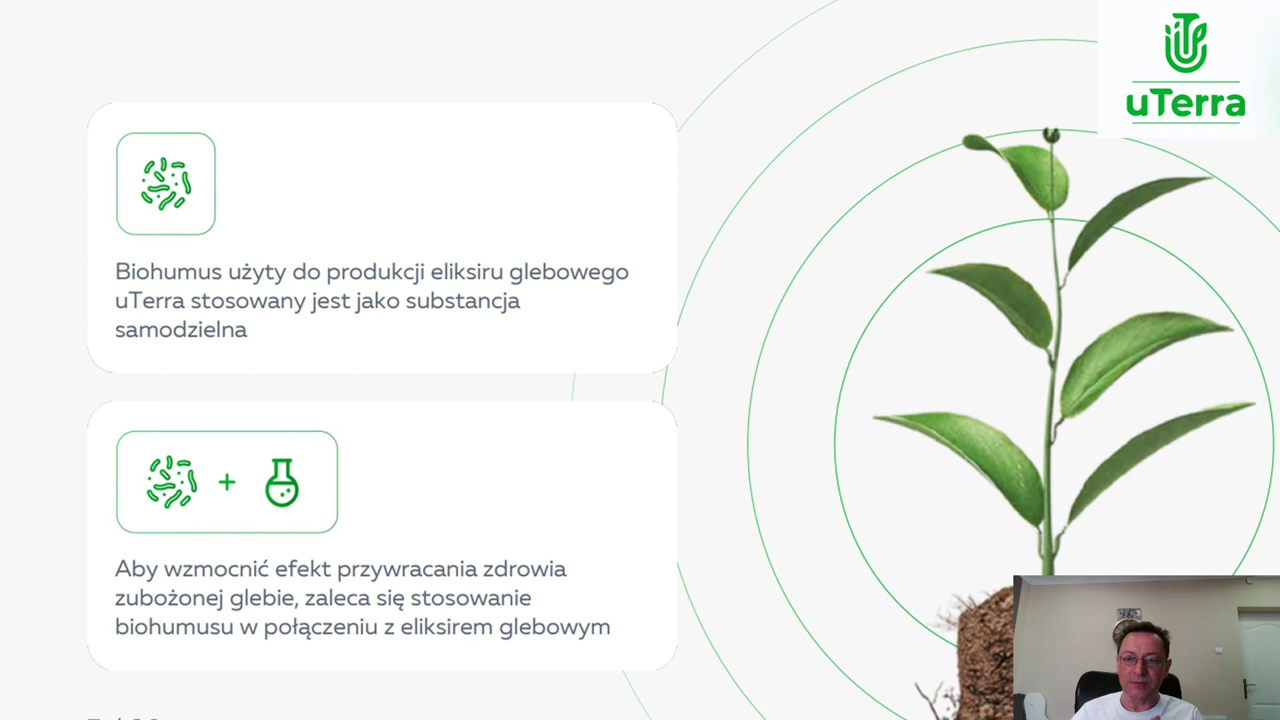 uTerra
Biohumus użyty do produkcji eliksiru glebowego
uTerra stosowany jest jako substancja
samodzielna
+
Aby wzmocnić efekt przywracania zdrowia
zubożonej glebie, zaleca się stosowanie
biohumusu w połączeniu z eliksirem glebowym